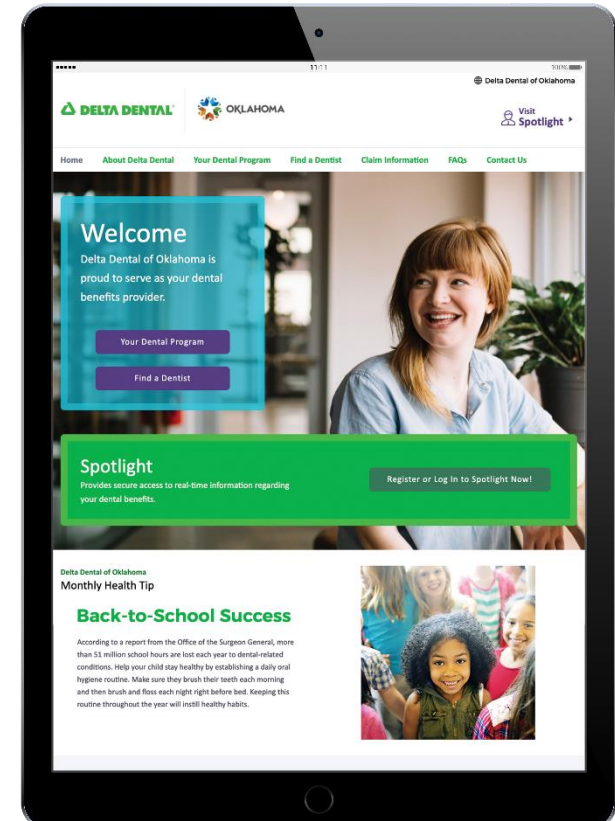 11:11
100%
Delta Dental of Oklahoma
DELTA DENTAL
OKLAHOMA
Visit
Spotlight
Home About Delta Dental Your Dental Program Find a Dentist Claim Information FAQs Contact Us
Welcome
Delta Dental of Oklahoma is
proud to serve as your dental
benefits provider.
Your Dental Program
Find a Dentist
Spotlight
Provides secure access to real-time information regarding
your dental benefits.
Register or Log In to Spotlight Now!
Delta Dental of Oklahoma
Monthly Health Tip
Back-to-School Success
According to a report from the Office of the Surgeon General, more
than 51 million school hours are lost each year to dental-related
conditions. Help your child stay healthy by establishing a daily oral
hygiene routine. Make sure they brush their teeth each morning
and then brush and floss each night right before bed. Keeping this
routine throughout the year will instill healthy habits.